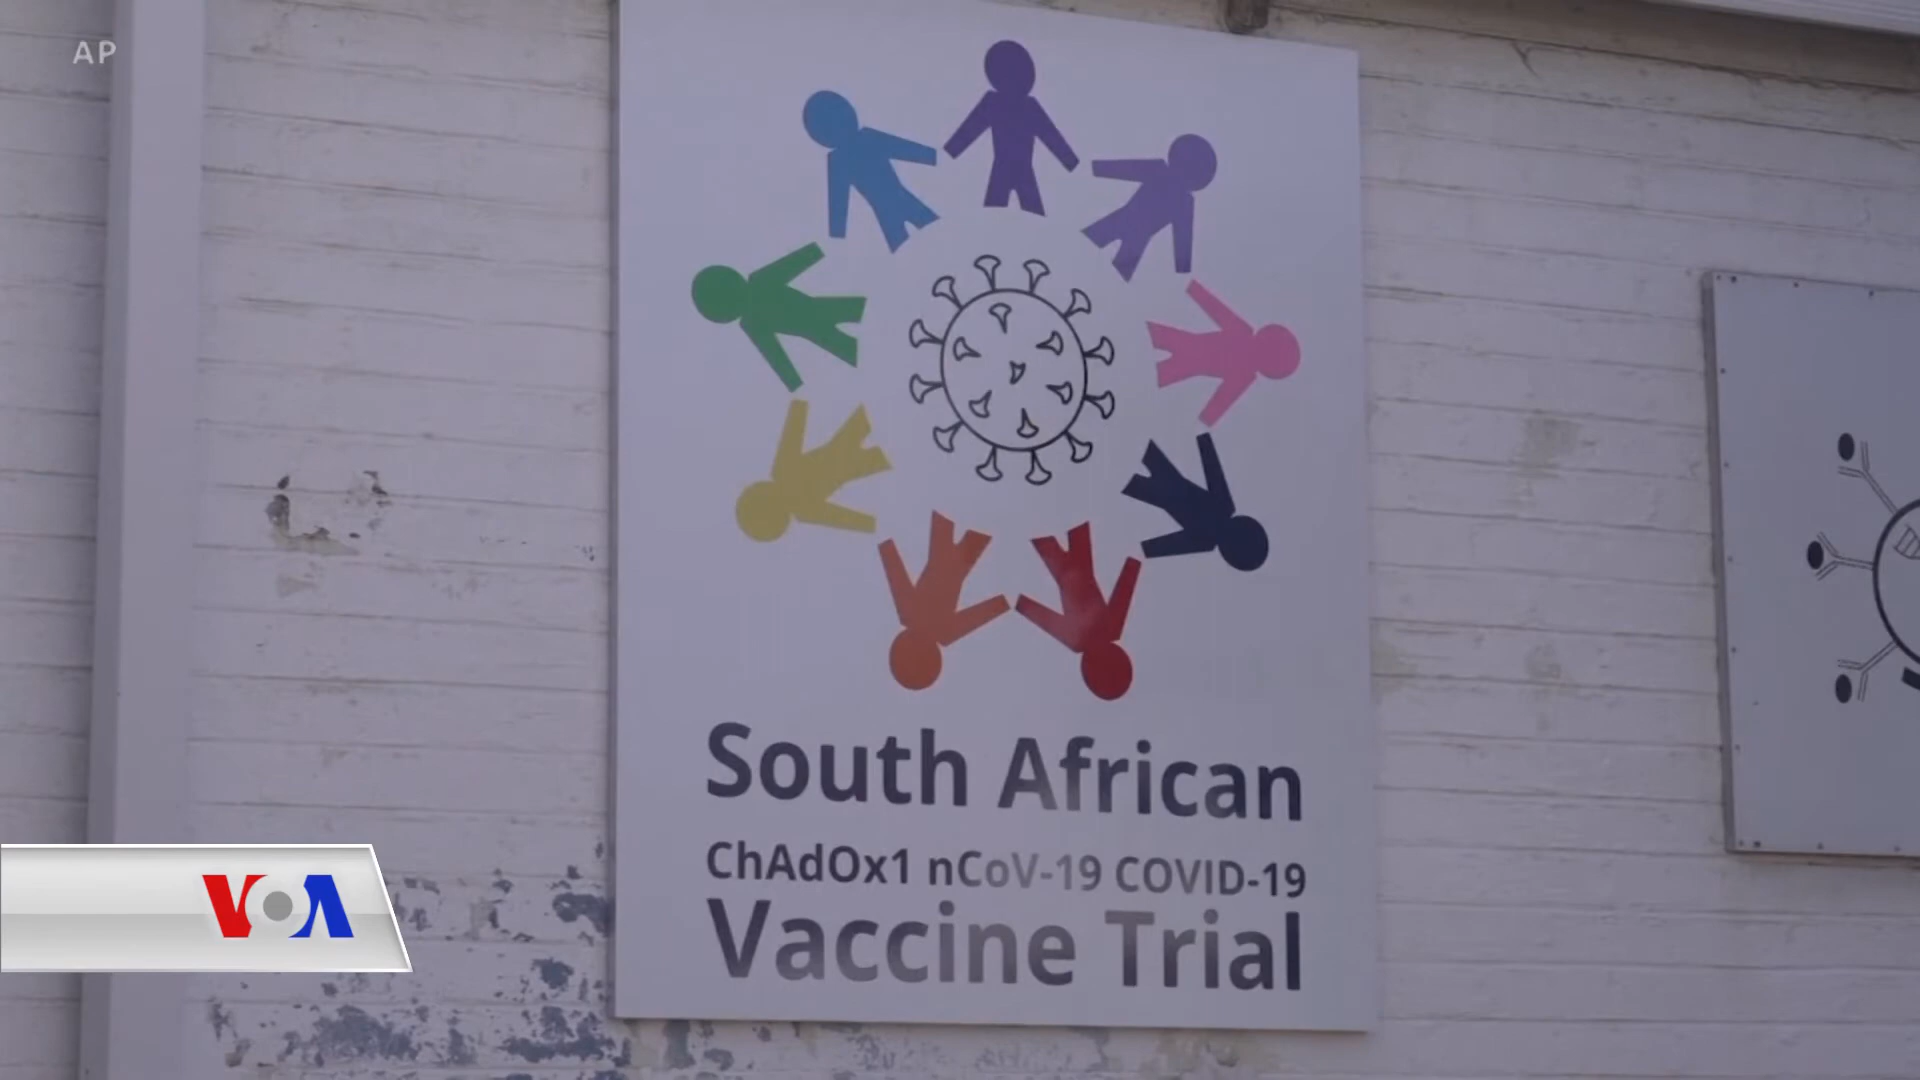 AP
South African
ChAdOx1 nCoV-19 COVID-19
Vaccine Trial
VOA